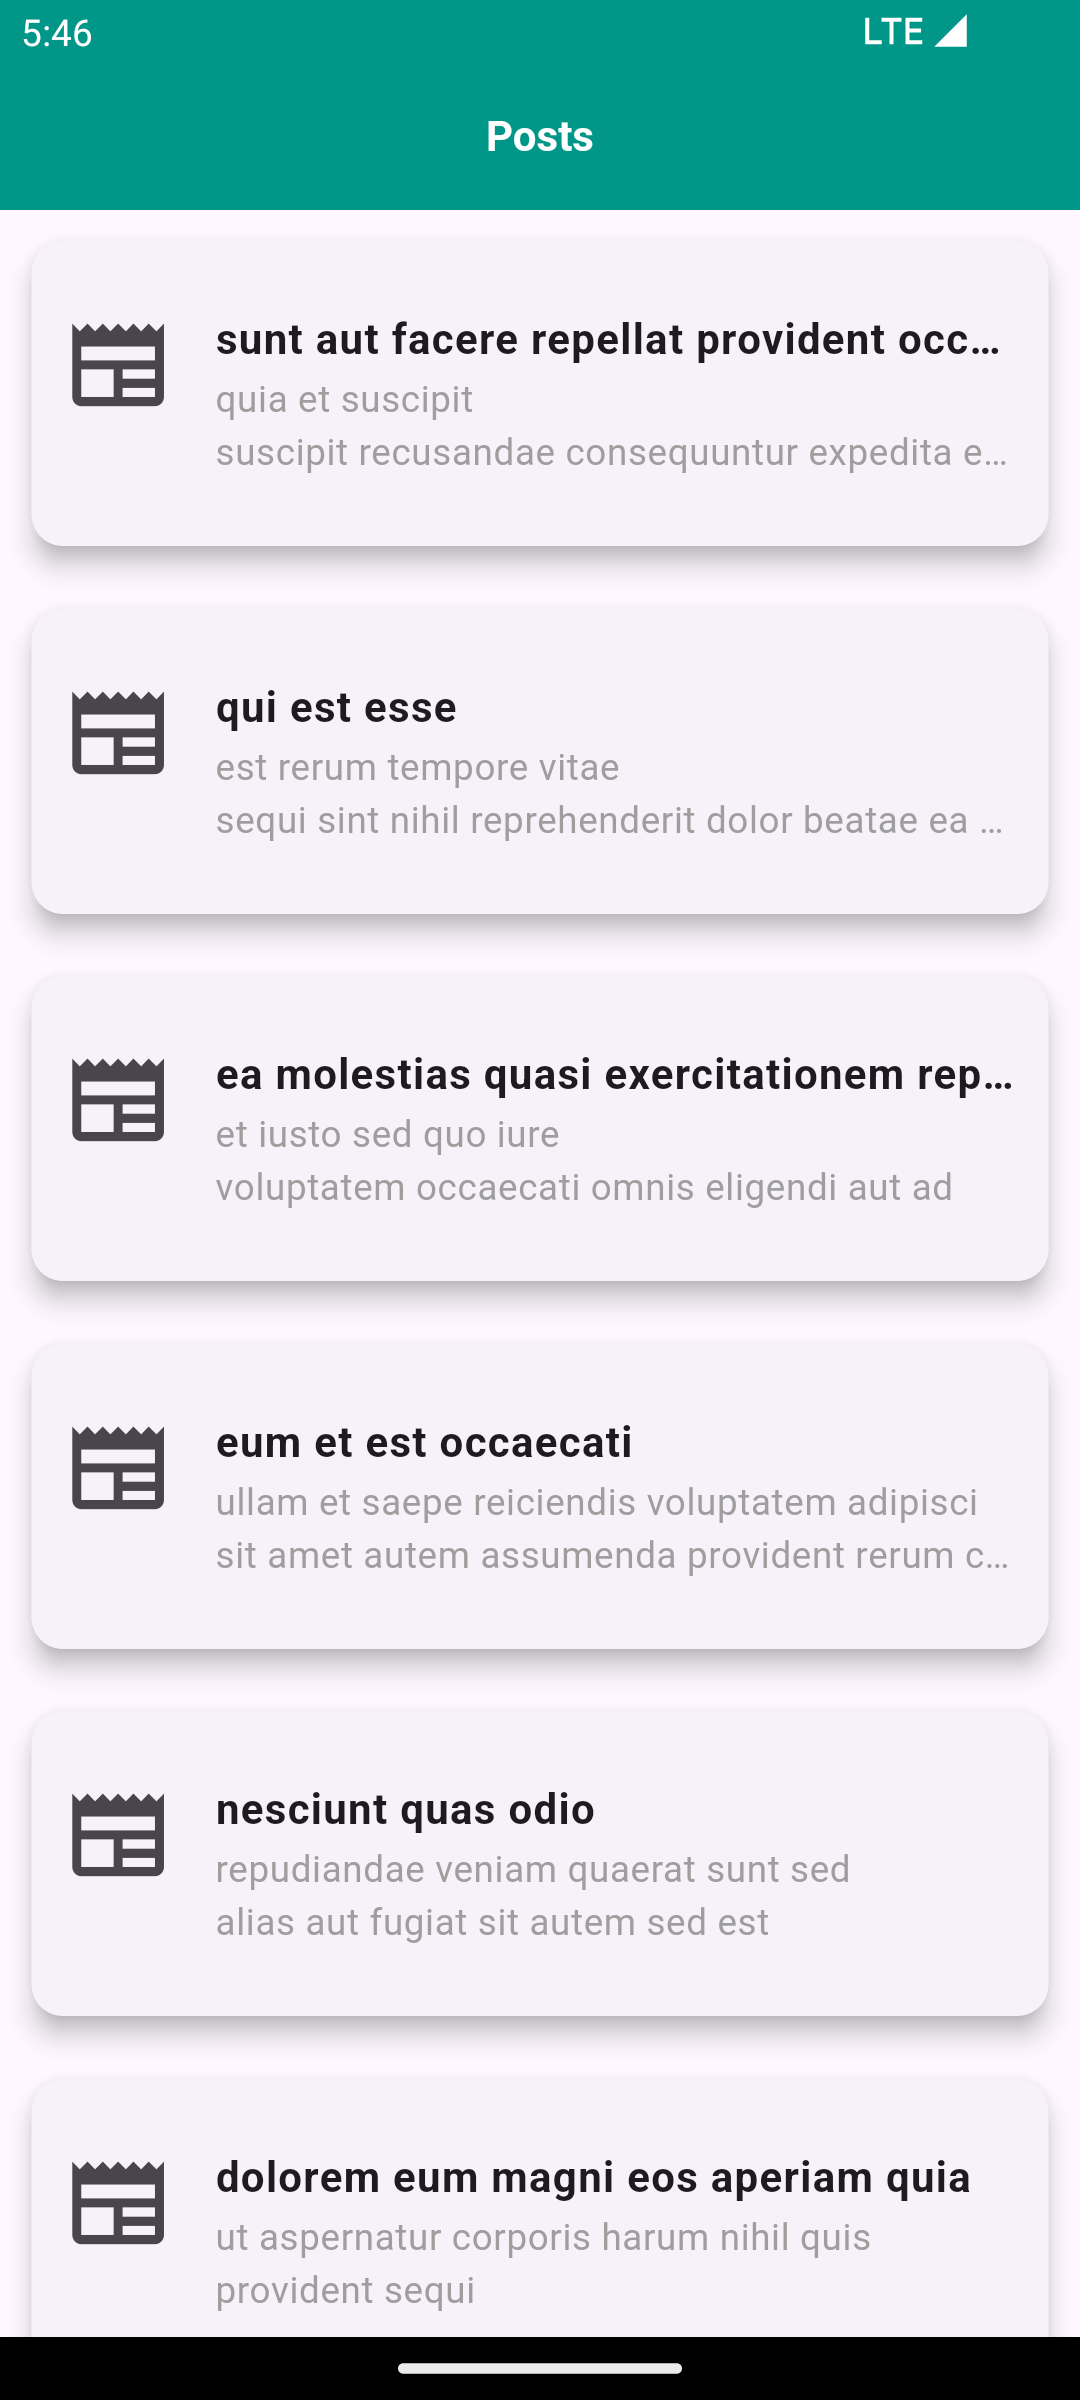 5:46
LTE
Posts
sunt aut facere repellat provident occ...
quia et suscipit
suscipit recusandae consequuntur expedita e...
qui est esse
est rerum tempore vitae
sequi sint nihil reprehenderit dolor beatae ea ...
ea molestias quasi exercitationem rep...
et iusto sed quo iure
voluptatem occaecati omnis eligendi aut ad
eum et est occaecati
ullam et saepe reiciendis voluptatem adipisci
sit amet autem assumenda provident rerum c...
nesciunt quas odio
repudiandae veniam quaerat sunt sed
alias aut fugiat sit autem sed est
dolorem eum magni eos aperiam quia
ut aspernatur corporis harum nihil quis
provident sequi